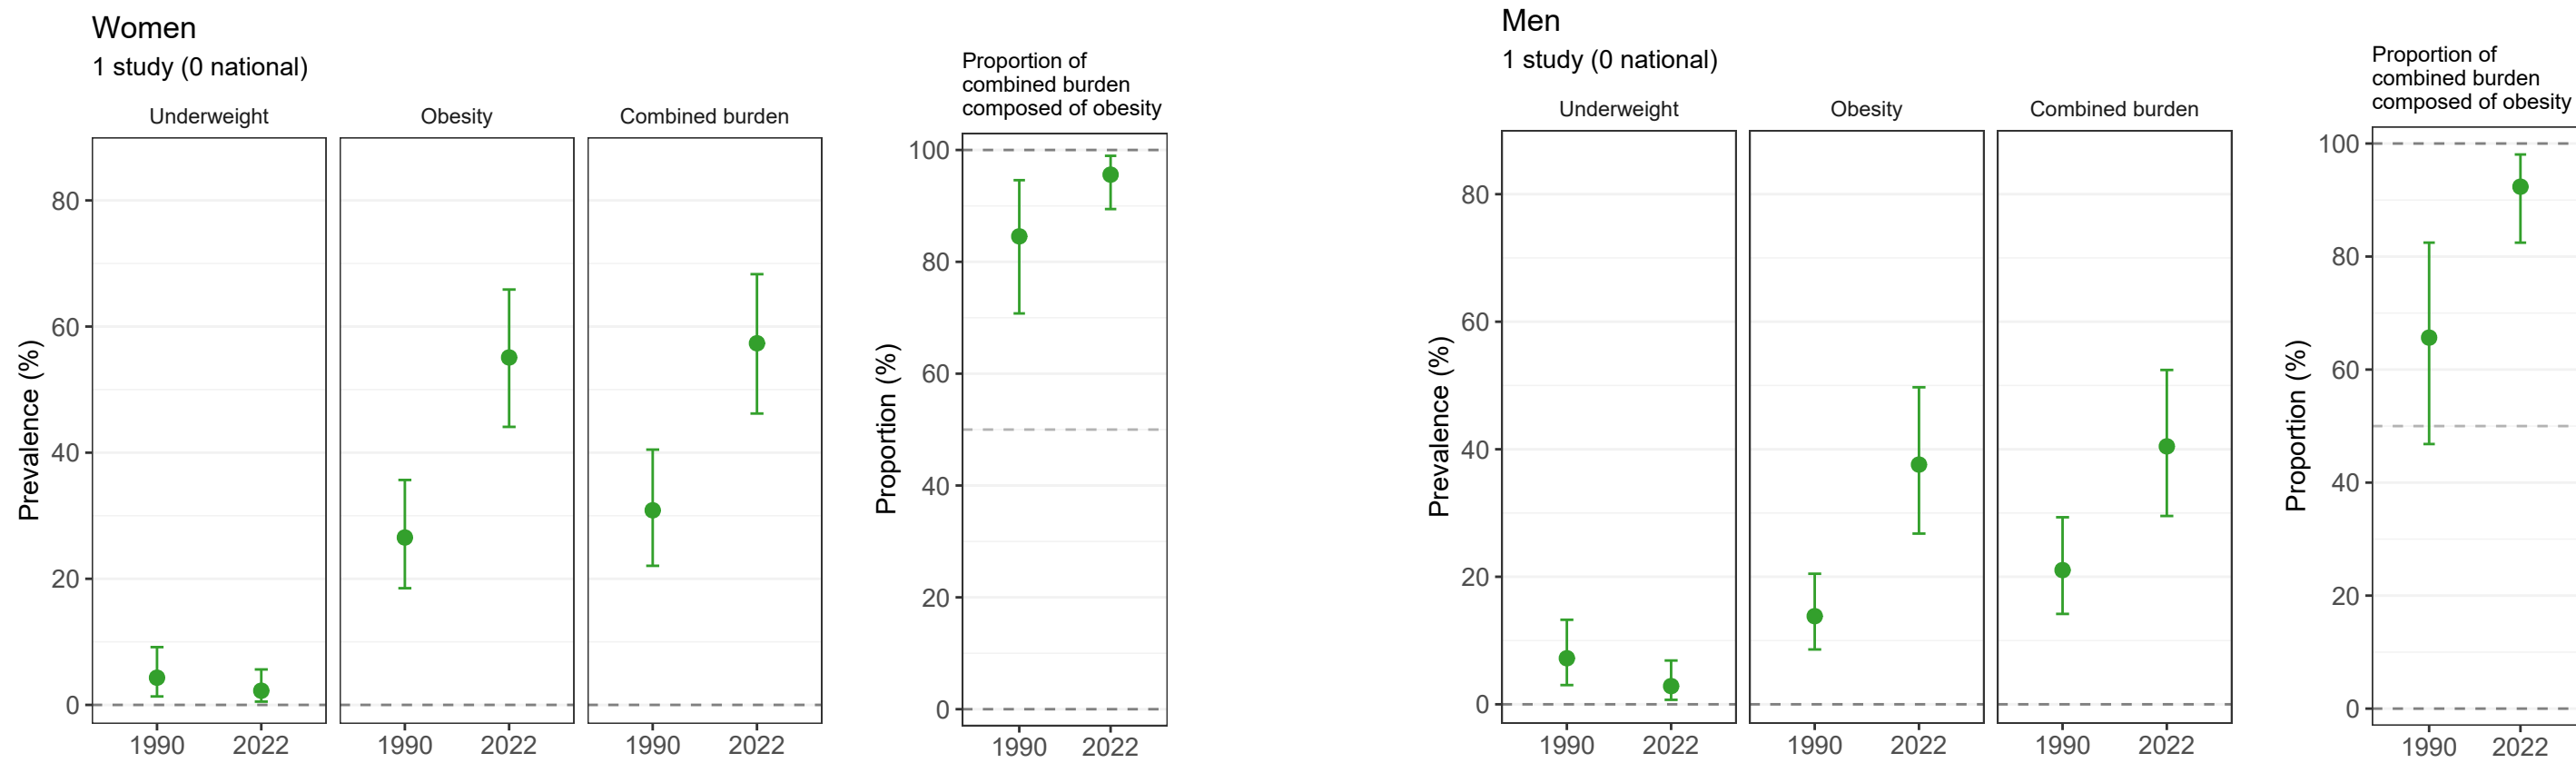 Women
1 study (0 national)
Underweight
Obesity
Combined burden
Prevalence (%)
80
60
40
20
0
1990 2022
1990 2022
1990 2022
Proportion of
combined burden
composed of obesity
Proportion (%)
100
80
60
40
20
0
1990 2022
Men
1 study (0 national)
Underweight
Obesity
Combined burden
Prevalence (%)
80
60
40
20
0
1990 2022
1990 2022
1990 2022
Proportion of
combined burden
composed of obesity
Proportion (%)
100
80
60
40
20
0
1990 2022